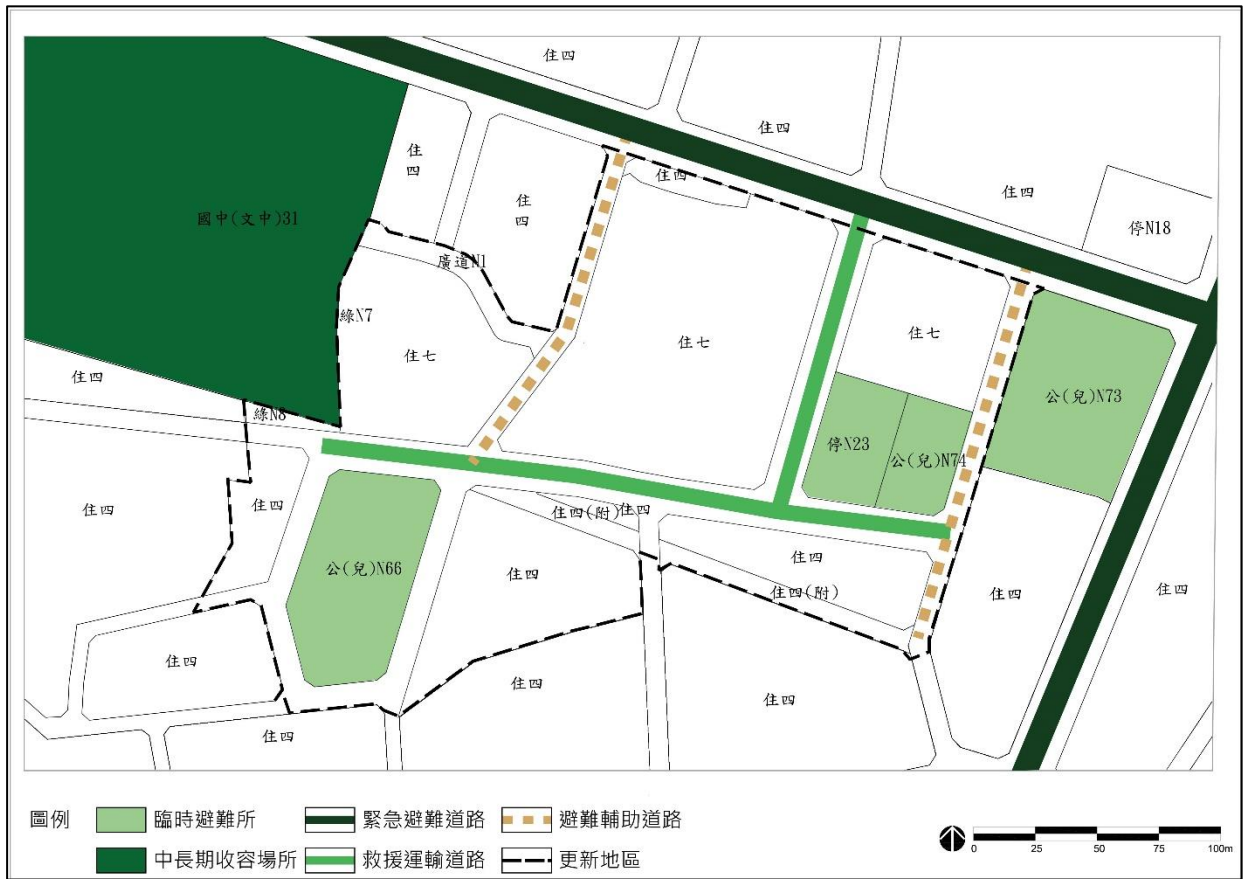 住四
住四
住四
住四
停N18
住四
國中(文中)31
住四
廣道N1
綠N7
住七
住七
住七
公(兒)N73
住四
綠N8
停N23
公(兒)N74
住四
住四
住四(附)
住四
住四
公(兒)N66
住四
住四(附)
住四
住四
住四
住四
住四
住四
圖例
臨時避難所
緊急避難道路
避難輔助道路
中長期收容場所
救援運輸道路
更新地區
0 25 50 75 100m